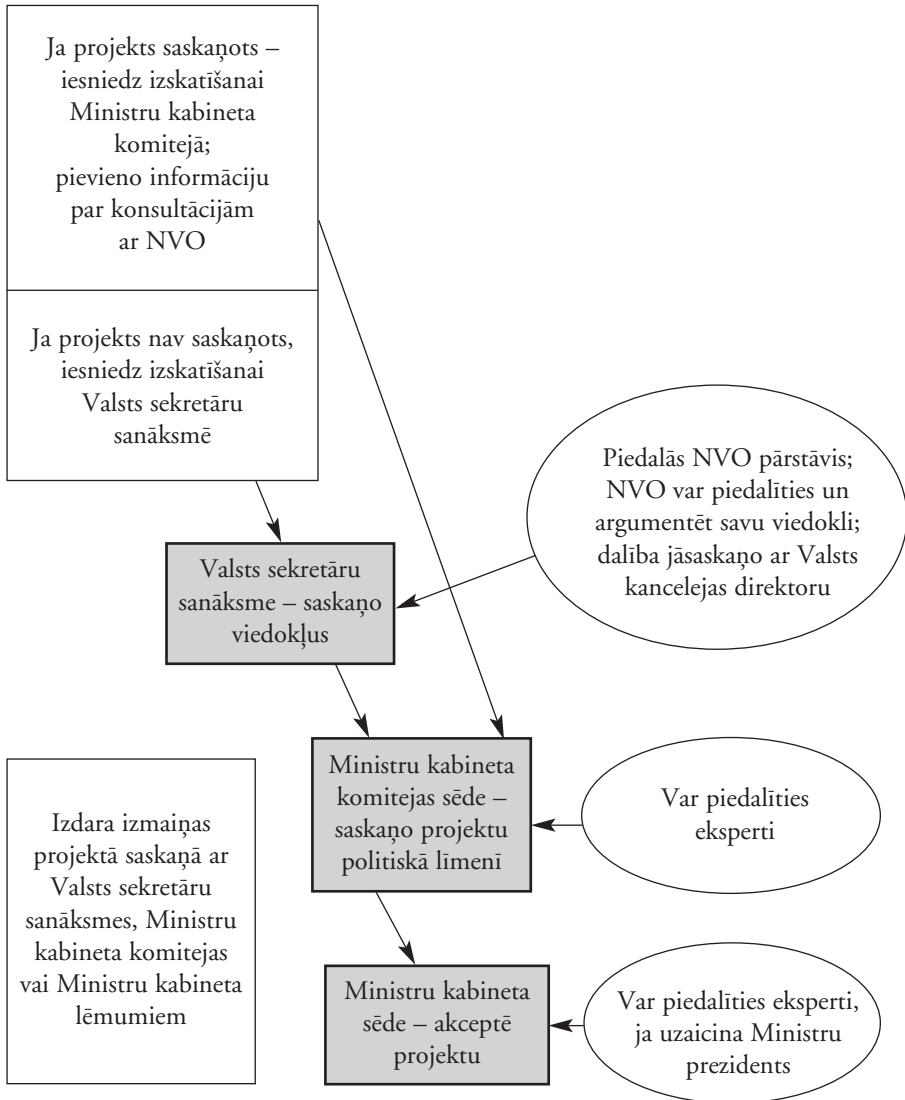 Ja projekts saskaņots –
iesniedz izskatīšanai
Ministru kabineta
komitejā;
pievieno informāciju
par konsultācijām
ar NVO
Ja projekts nav saskaņots,
iesniedz izskatīšanai
Valsts sekretāru
sanāksmē
Piedalās NVO pārstāvis;
NVO var piedalīties un
argumentēt savu viedokli;
dalība jāsaskaņo ar Valsts
kancelejas direktoru
Valsts sekretāru
sanāksme – saskaņo
viedokļus
Ministru kabineta
komitejas sēde –
saskaņo projektu
politiskā līmenī
Var piedalīties
eksperti
Izdara izmaiņas
projektā saskaņā ar
Valsts sekretāru
sanāksmes, Ministru
kabineta komitejas
vai Ministru kabineta
lēmumiem
Ministru kabineta
sēde – akceptē
projektu
Var piedalīties eksperti,
ja uzaicina Ministru
prezidents